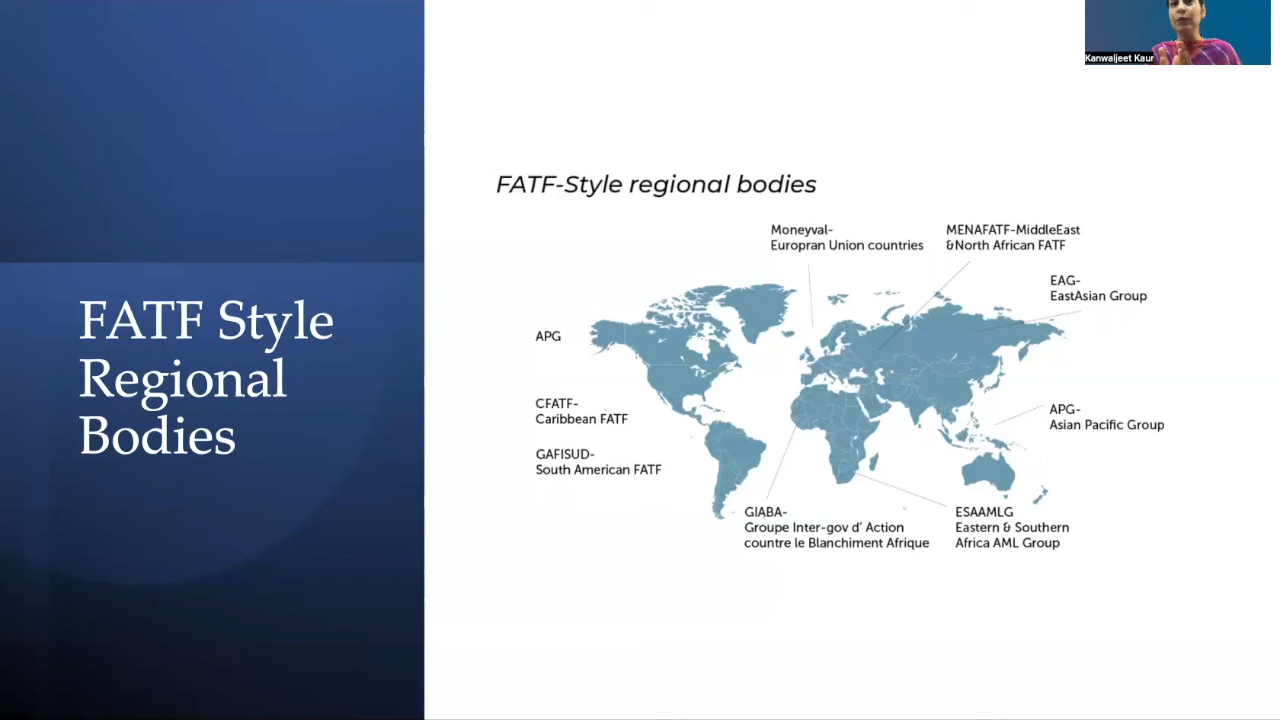 Kanwaljeet Kaur
FATF Style
Regional
Bodies
FATF-Style regional bodies
Moneyval-
Europran Union countries
MENAFATF-MiddleEast
&North African FATF
EAG-
EastAsian Group
APG
CFATF-
Caribbean FATF
GAFISUD-
South American FATF
APG-
Asian Pacific Group
GIABA-
Groupe Inter-gov d' Action
countre le Blanchiment Afrique
ESAAMLG
Eastern & Southern
Africa AML Group